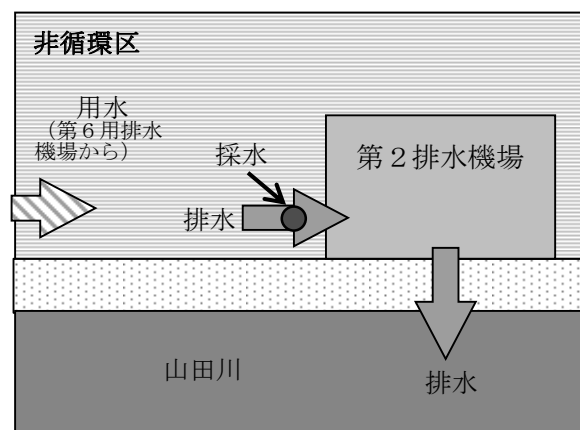 非循環区
用水
（第６用排水
機場から）
採水
第２排水機場
排水
山田川
排水